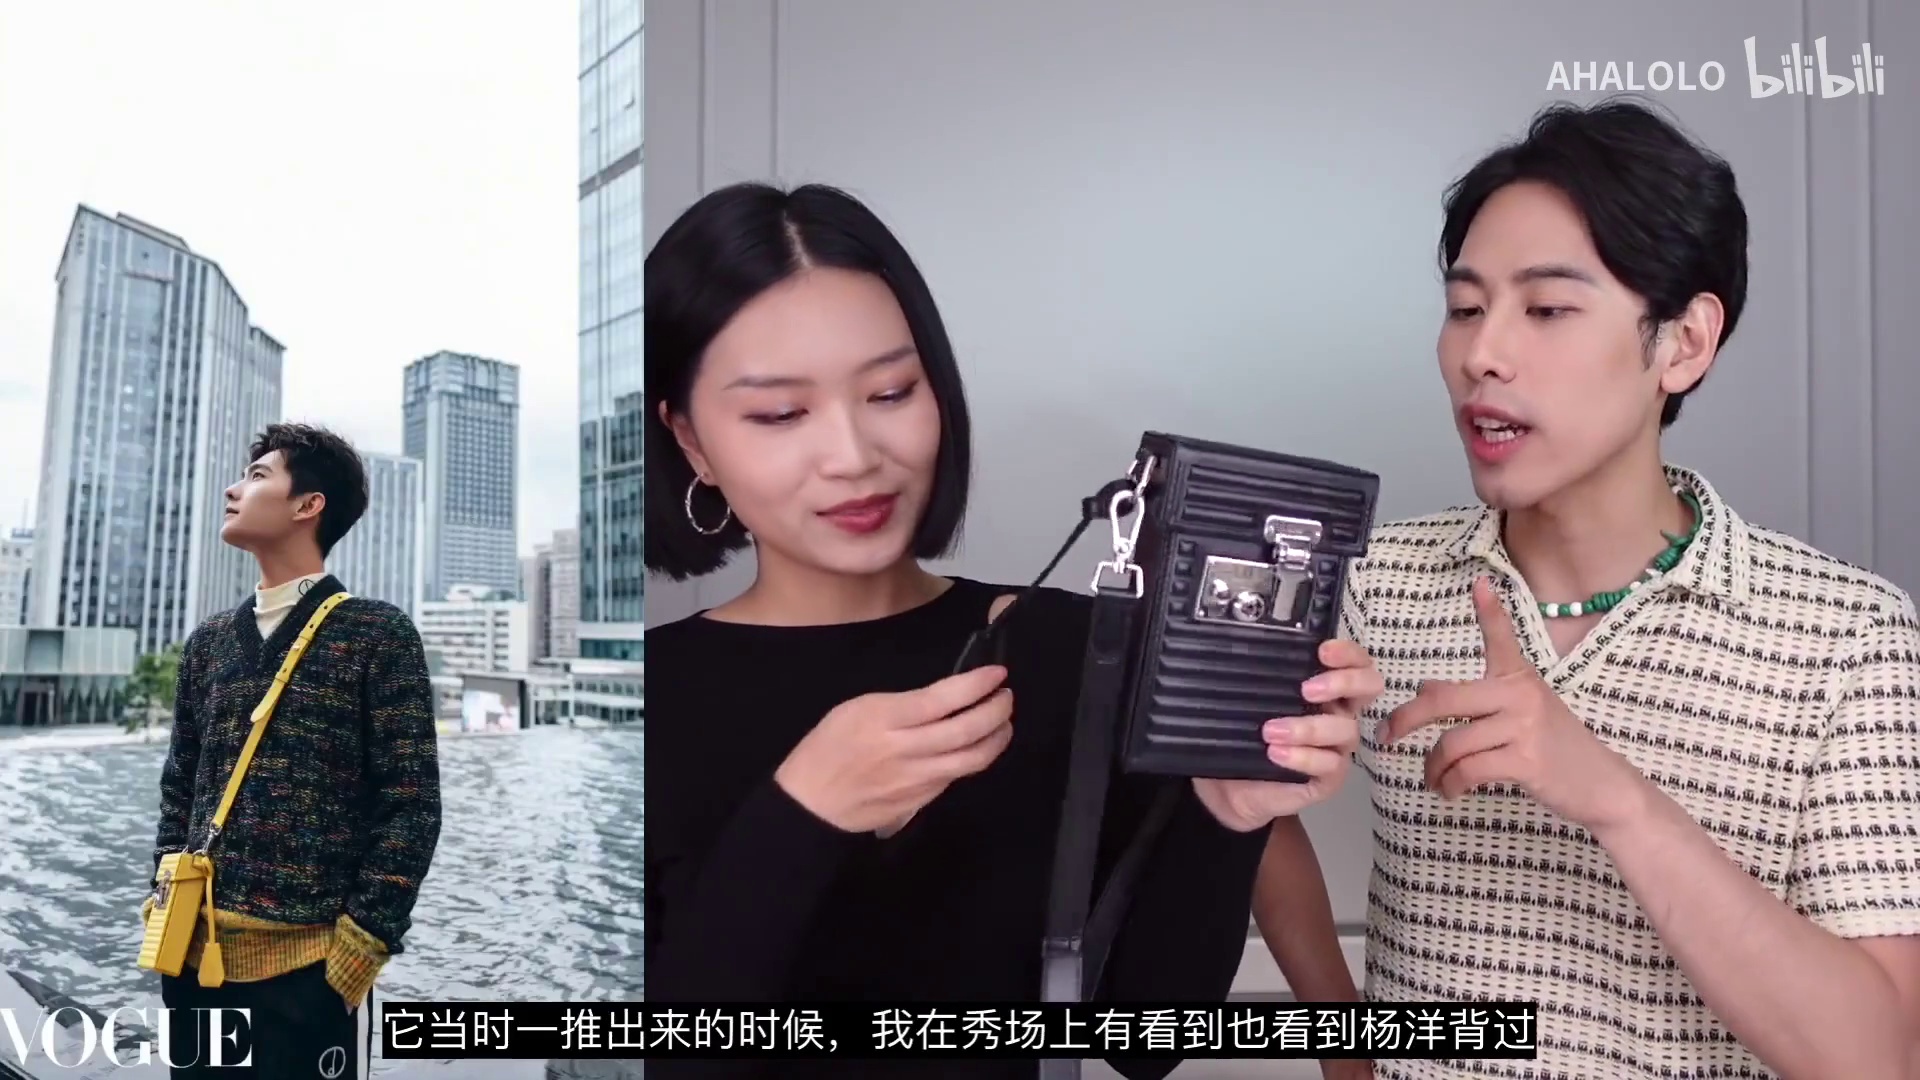 AHALOLO bilibili
VOGUE
它当时一推出来的时候，我在秀场上有看到也看到杨洋背过